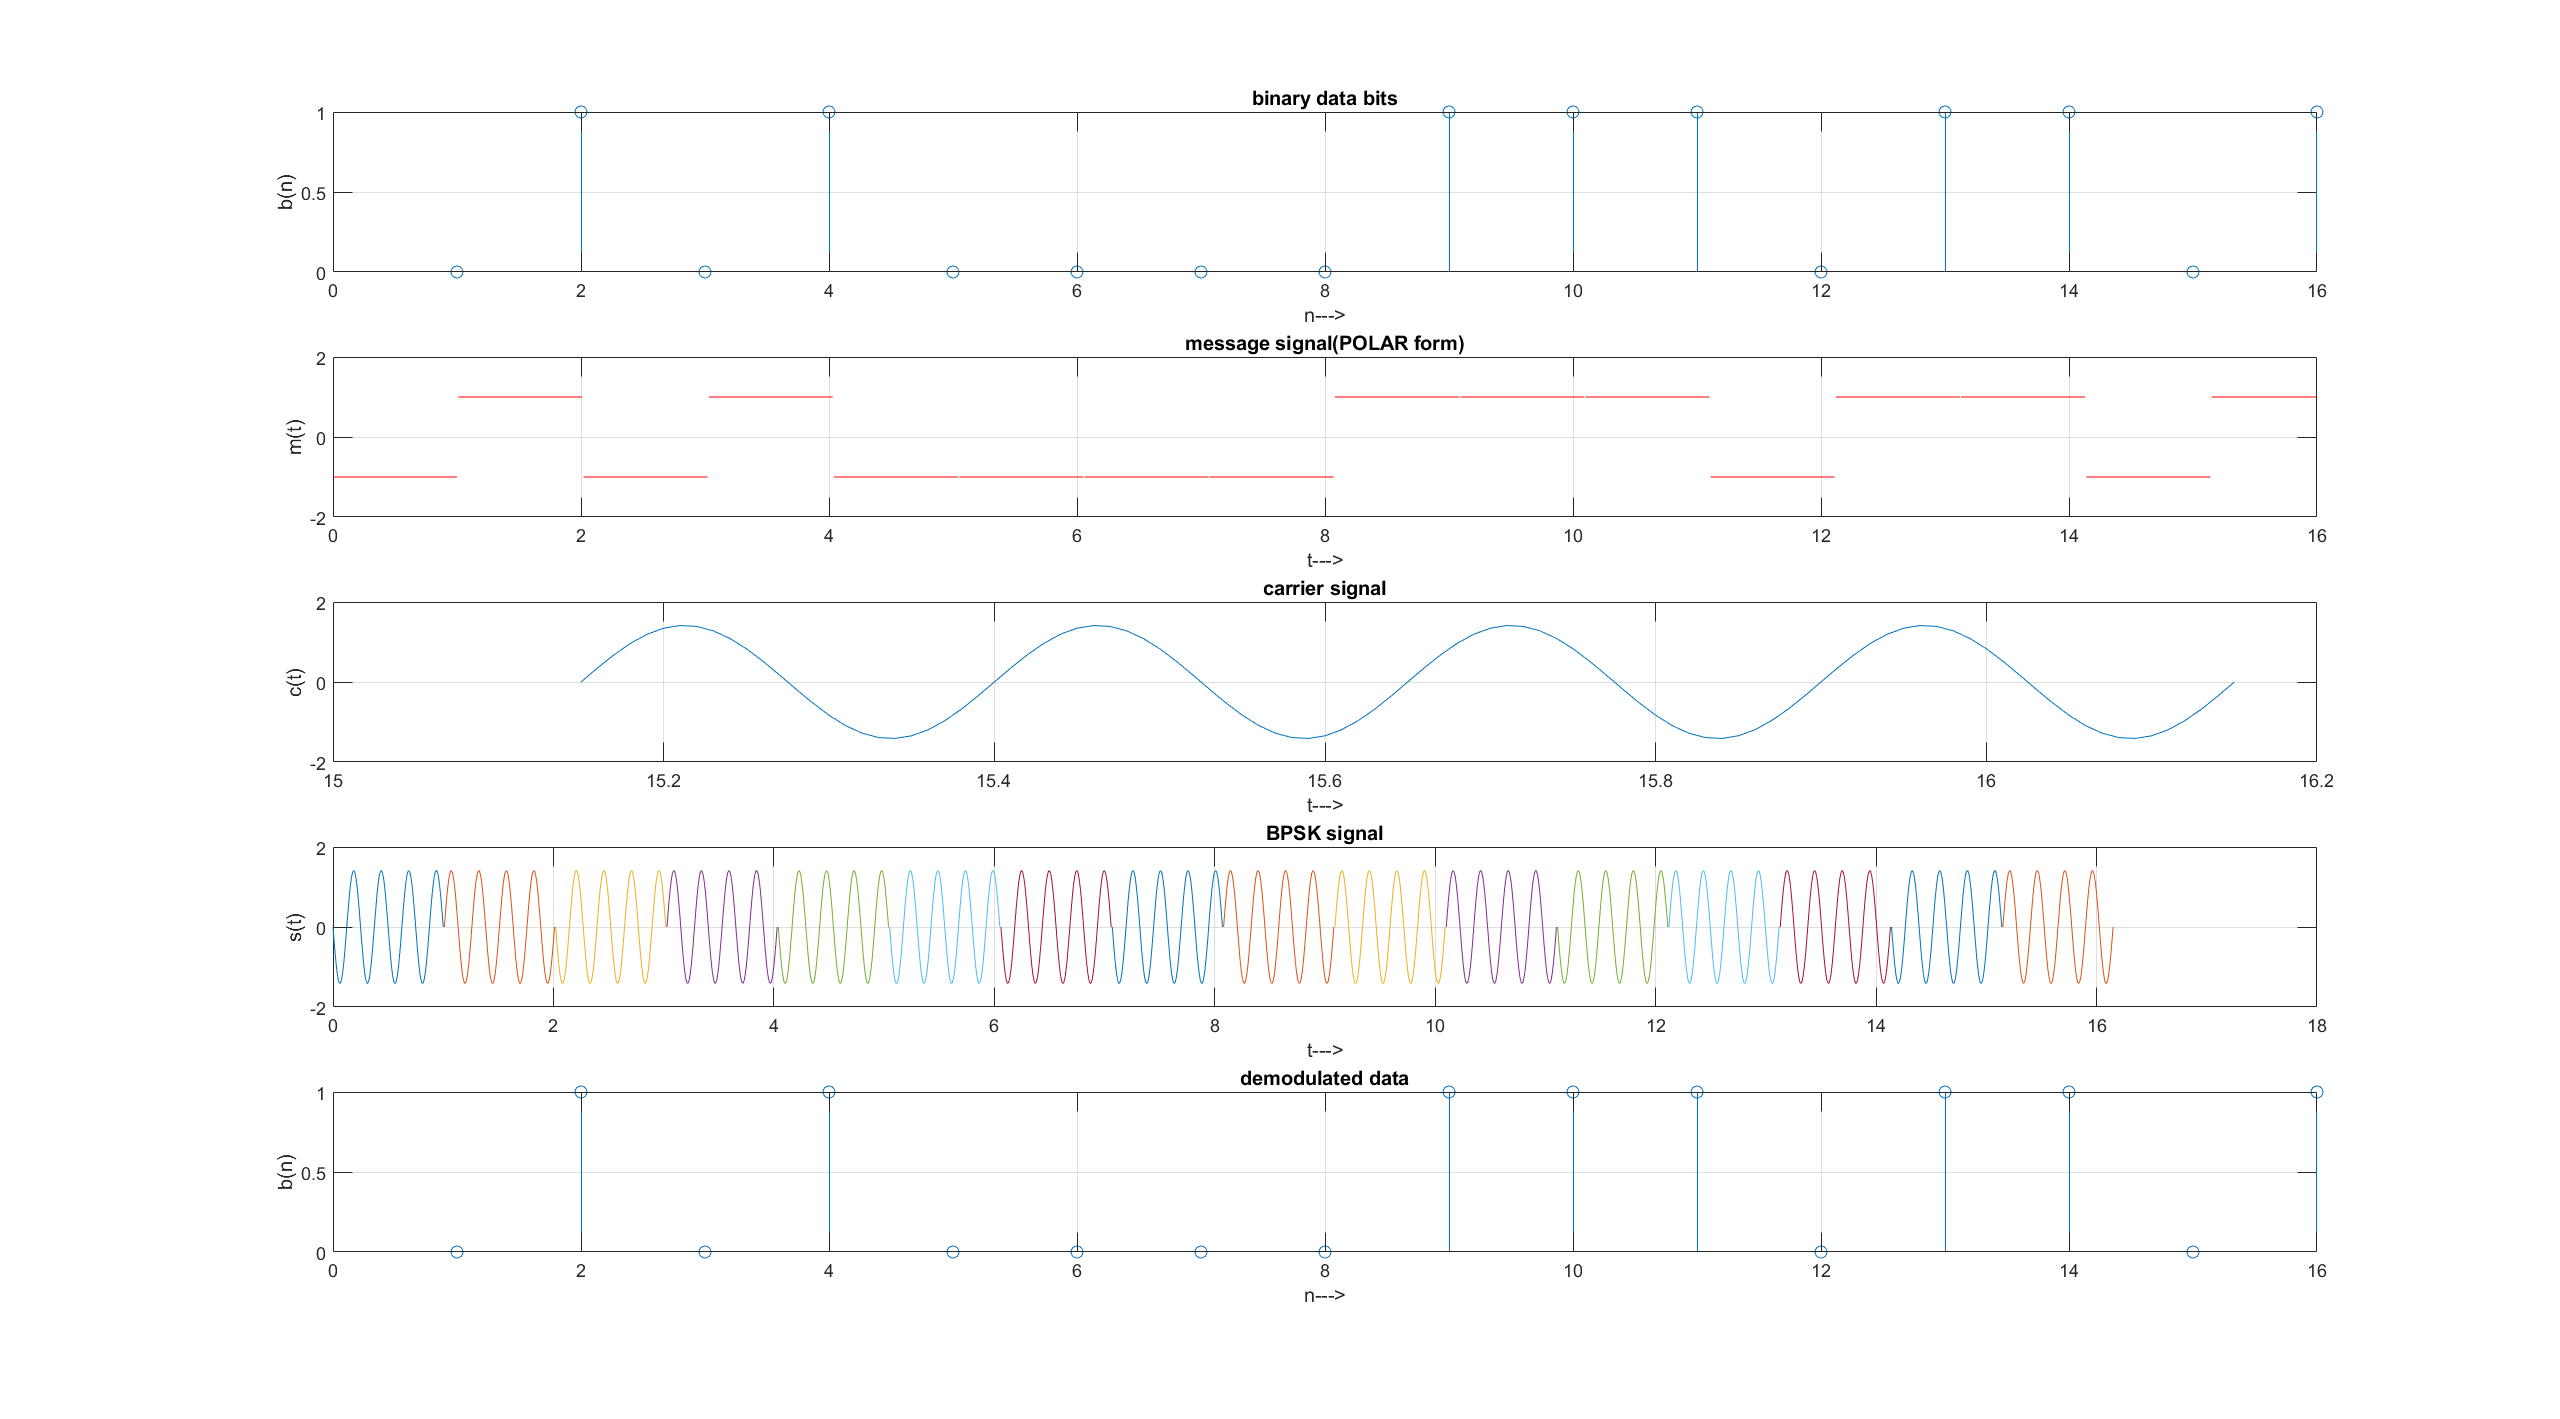 binary data bits
1
0.5
0
b(n)
0 2 4 6 8 10 12 14 16
n--->
message signal(POLAR form)
2
0
-2
m(t)
0 2 4 6 8 10 12 14 16
t--->
carrier signal
2
0
-2
c(t)
15 15.2 15.4 15.6 15.8 16 16.2
t--->
BPSK signal
2
0
-2
s(t)
0 2 4 6 8 10 12 14 16 18
t--->
demodulated data
1
0.5
0
b(n)
0 2 4 6 8 10 12 14 16
n--->